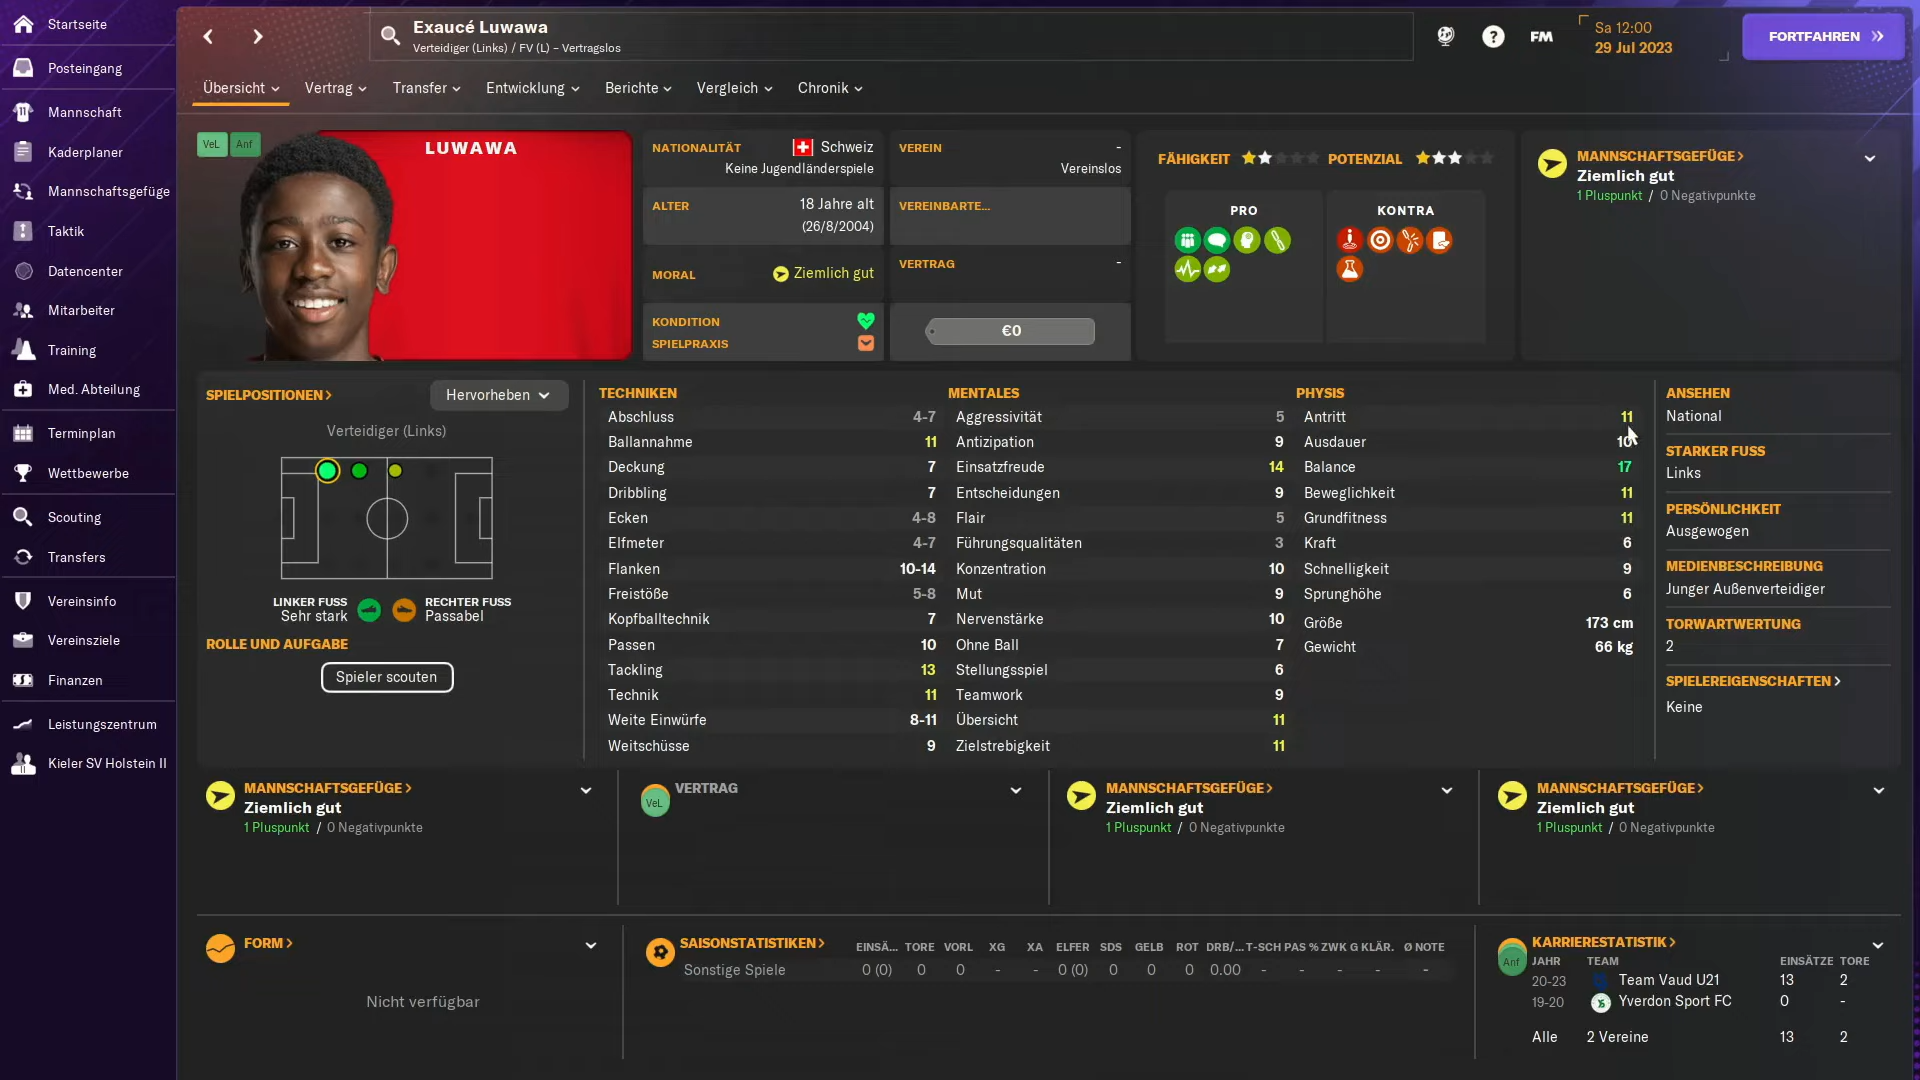 Startseite
Posteingang
Mannschaft
Kaderplaner
Mannschaftsgefüge
Taktik
Datencenter
Mitarbeiter
Training
Med. Abteilung
Terminplan
Wettbewerbe
Scouting
Transfers
Vereinsinfo
Vereinsziele
Finanzen
Leistungszentrum
Kieler SV Holstein II
Exaucé Luwawa
Verteidiger (Links) / FV (L) – Vertragslos
? FM
Sa 12:00
29 Jul 2023
FORTFAHREN
Übersicht Vertrag Transfer Entwicklung Berichte Vergleich Chronik
VeL Anf
LUWAWA
NATIONALITÄT Schweiz
Keine Jugendländerspiele
ALTER 18 Jahre alt
(26/8/2004)
MORAL Ziemlich gut
KONDITION
SPIELPRAXIS
VEREIN -
Vereinslos
VEREINBARTE...
VERTRAG -
€0
FÄHIGKEIT POTENZIAL
PRO KONTRA
MANNSCHAFTSGEFÜGE
Ziemlich gut
1 Pluspunkt / 0 Negativpunkte
SPIELPOSITIONEN Hervorheben
Verteidiger (Links)
LINKER FUSS RECHTER FUSS
Sehr stark Passabel
ROLLE UND AUFGABE
Spieler scouten
TECHNIKEN
Abschluss 4-7
Ballannahme 11
Deckung 7
Dribbling 7
Ecken 4-8
Elfmeter 4-7
Flanken 10-14
Freistöße 5-8
Kopfballtechnik 7
Passen 10
Tackling 13
Technik 11
Weite Einwürfe 8-11
Weitschüsse 9
MENTALES
Aggressivität 5
Antizipation 9
Einsatzfreude 14
Entscheidungen 9
Flair 5
Führungsqualitäten 3
Konzentration 10
Mut 9
Nervenstärke 10
Ohne Ball 7
Stellungsspiel 6
Teamwork 9
Übersicht 11
Zielstrebigkeit 11
PHYSIS
Antritt 11
Ausdauer 10
Balance 17
Beweglichkeit 11
Grundfitness 11
Kraft 6
Schnelligkeit 9
Sprunghöhe 6
Größe 173 cm
Gewicht 66 kg
ANSEHEN
National
STARKER FUSS
Links
PERSÖNLICHKEIT
Ausgewogen
MEDIENBESCHREIBUNG
Junger Außenverteidiger
TORWARTWERTUNG
2
SPIELEREIGENSCHAFTEN
Keine
MANNSCHAFTSGEFÜGE
Ziemlich gut
1 Pluspunkt / 0 Negativpunkte
VeL VERTRAG
MANNSCHAFTSGEFÜGE
Ziemlich gut
1 Pluspunkt / 0 Negativpunkte
MANNSCHAFTSGEFÜGE
Ziemlich gut
1 Pluspunkt / 0 Negativpunkte
FORM
Nicht verfügbar
SAISONSTATISTIKEN EINSÄ... TORE VORL XG XA ELFER SDS GELB ROT DRB/... T-SCH PAS % ZWK G KLÄR. Ø NOTE
Sonstige Spiele 0 (0) 0 0 - - 0 (0) 0 0 0 0.00 - - - - -
Anf KARRIERESTATISTIK
JAHR TEAM EINSÄTZE TORE
20-23 Team Vaud U21 13 2
19-20 Yverdon Sport FC 0 -
Alle 2 Vereine 13 2